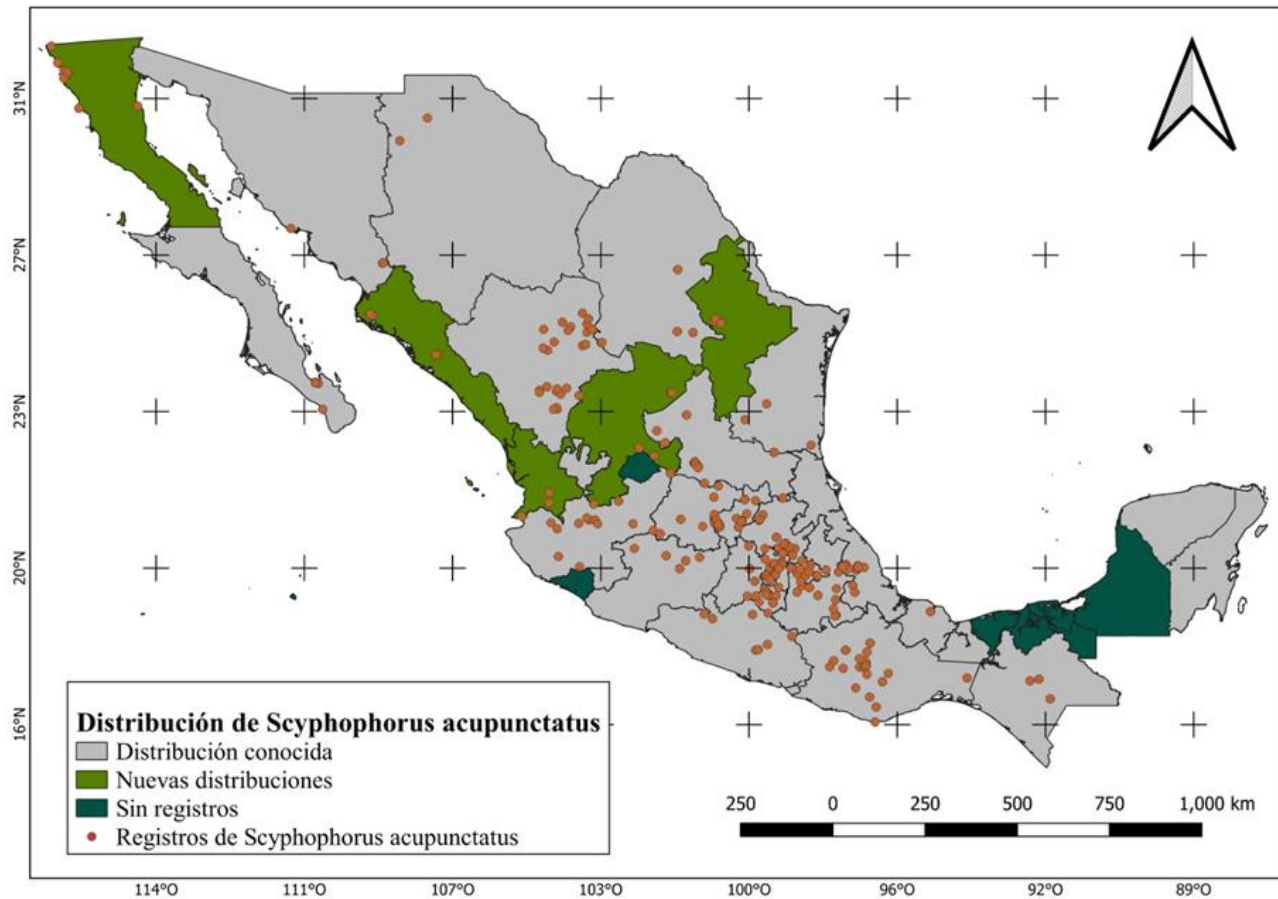 31°N
27°N
23°N
20°N
16°N
Distribución de Scyphophorus acupunctatus
Distribución conocida
Nuevas distribuciones
Sin registros
Registros de Scyphophorus acupunctatus
250 0 250 500 750 1,000 km
114°O 111°O 107°O 103°O 100°O 96°O 92°O 89°O